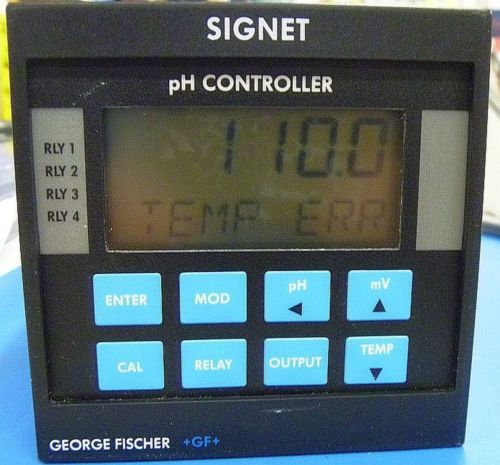 SIGNET
pH CONTROLLER
RLY 1
RLY 2
RLY 3
RLY 4
110.0
TEMP ERR
ENTER MOD pH mV
CAL RELAY OUTPUT TEMP
GEORGE FISCHER +GF+